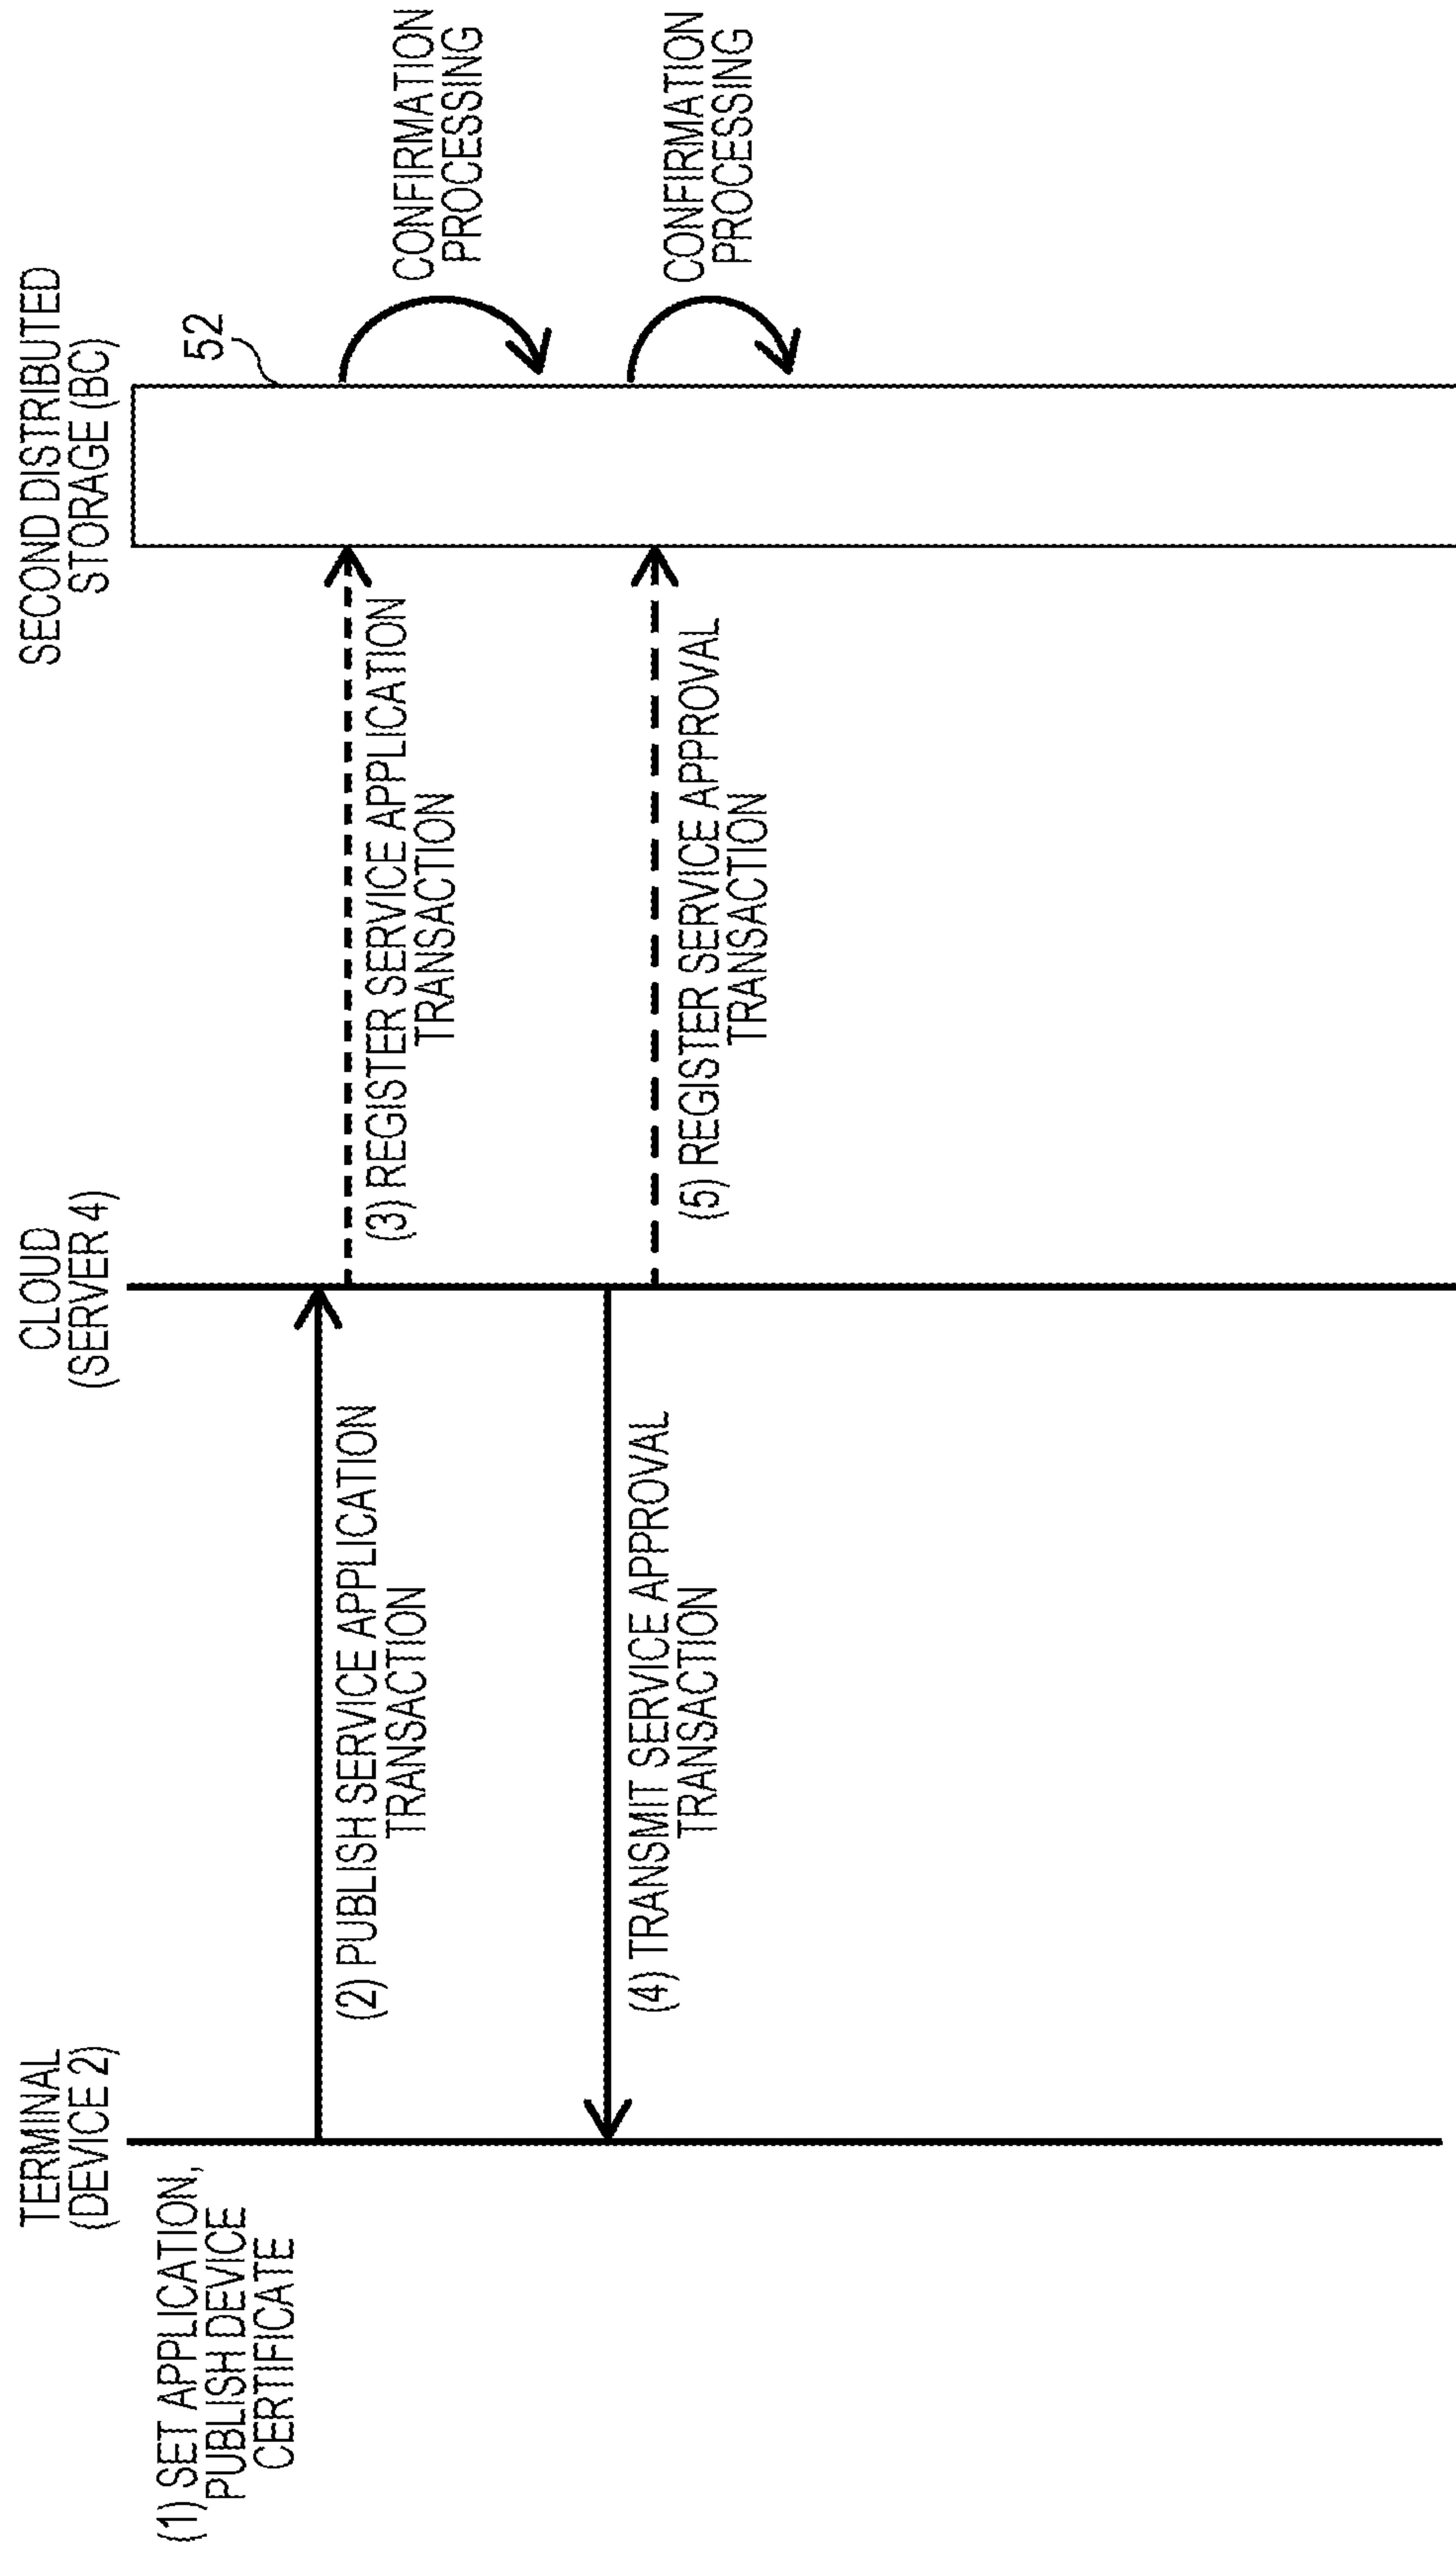 TERMINAL
(DEVICE 2)
CLOUD
(SERVER 4)
SECOND DISTRIBUTED
STORAGE (BC)
52
(1) SET APPLICATION,
PUBLISH DEVICE
CERTIFICATE
(2) PUBLISH SERVICE APPLICATION
TRANSACTION
(3) REGISTER SERVICE APPLICATION
TRANSACTION
CONFIRMATION
PROCESSING
(4) TRANSMIT SERVICE APPROVAL
TRANSACTION
(5) REGISTER SERVICE APPROVAL
TRANSACTION
CONFIRMATION
PROCESSING